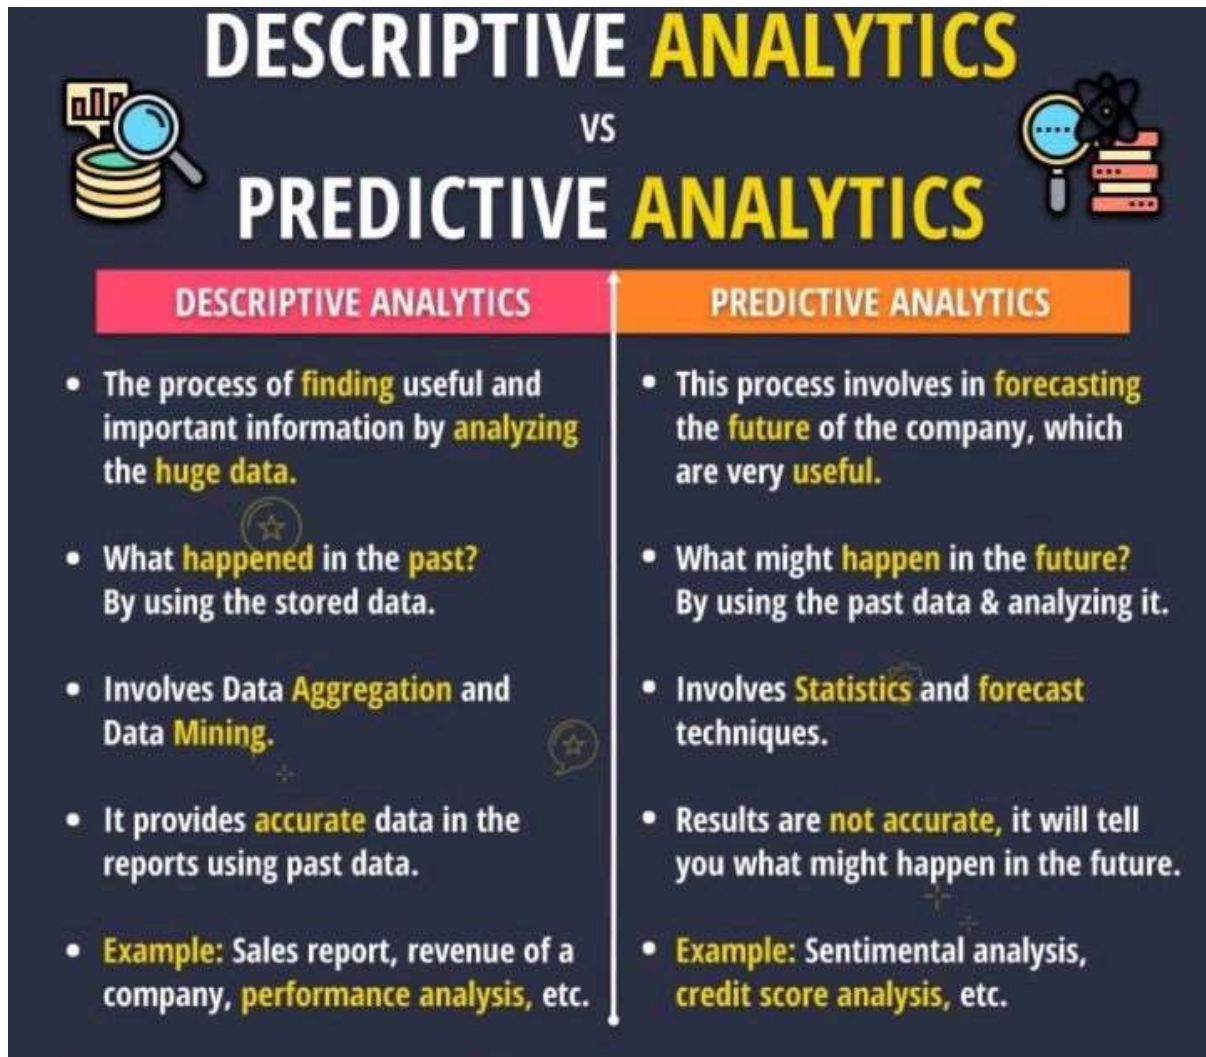 DESCRIPTIVE ANALYTICS
VS
PREDICTIVE ANALYTICS
DESCRIPTIVE ANALYTICS
• The process of finding useful and
important information by analyzing
the huge data.
• What happened in the past?
By using the stored data.
• Involves Data Aggregation and
Data Mining.
• It provides accurate data in the
reports using past data.
• Example: Sales report, revenue of a
company, performance analysis, etc.
PREDICTIVE ANALYTICS
• This process involves in forecasting
the future of the company, which
are very useful.
• What might happen in the future?
By using the past data & analyzing it.
• Involves Statistics and forecast
techniques.
• Results are not accurate, it will tell
you what might happen in the future.
• Example: Sentimental analysis,
credit score analysis, etc.